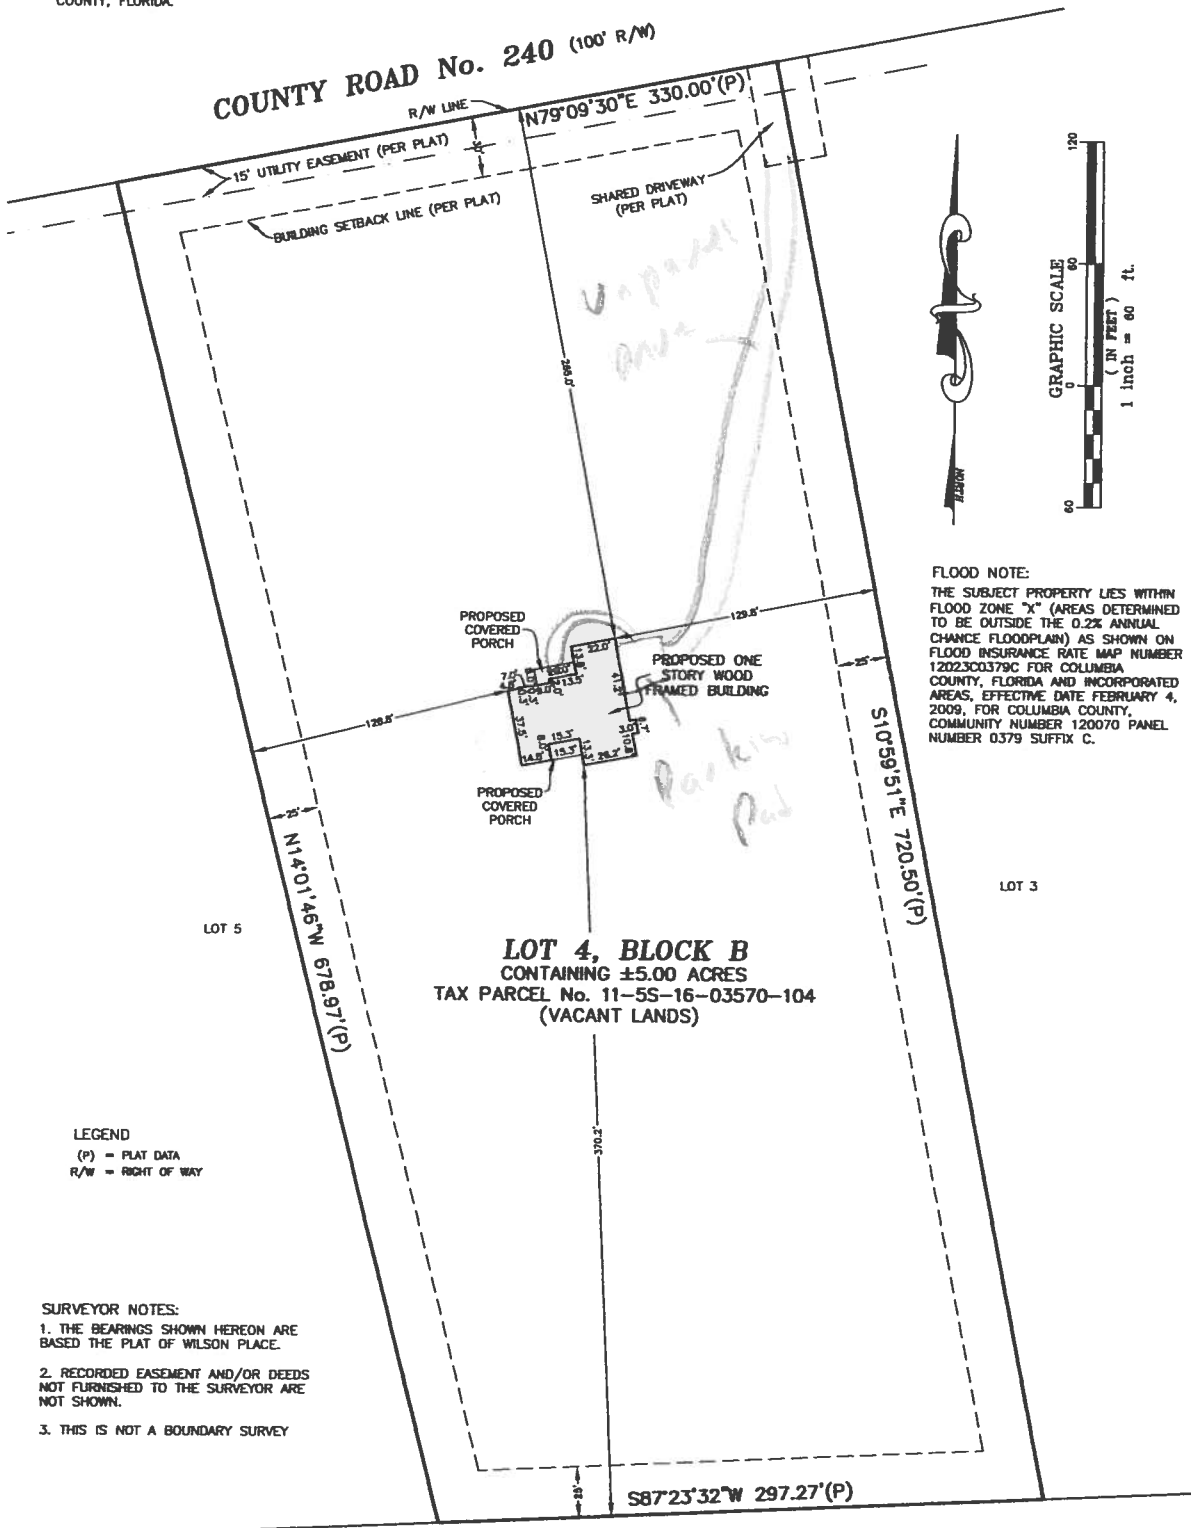 COUNTY, FLORIDA.
COUNTY ROAD No. 240 (100' R/W)
R/W LINE
N79°09'30"E 330.00'(P)
15' UTILITY EASEMENT (PER PLAT)
BUILDING SETBACK LINE (PER PLAT)
SHARED DRIVEWAY
(PER PLAT)
GRAPHIC SCALE
60
0
60
120
( IN FEET )
1 inch = 60 ft.
NORTH
FLOOD NOTE:
THE SUBJECT PROPERTY LIES WITHIN
FLOOD ZONE "X" (AREAS DETERMINED
TO BE OUTSIDE THE 0.2% ANNUAL
CHANCE FLOODPLAIN) AS SHOWN ON
FLOOD INSURANCE RATE MAP NUMBER
12023C0379C FOR COLUMBIA
COUNTY, FLORIDA AND INCORPORATED
AREAS, EFFECTIVE DATE FEBRUARY 4,
2009, FOR COLUMBIA COUNTY,
COMMUNITY NUMBER 120070 PANEL
NUMBER 0379 SUFFIX C.
PROPOSED
COVERED
PORCH
22.0'
PROPOSED ONE
STORY WOOD
FRAMED BUILDING
13.5'
37.5'
15.3'
15.3'
14.0'
3.0'
10.8'
PROPOSED
COVERED
PORCH
Pad
25'
25'
S10°59'51"E 720.50'(P)
N14°01'46"W 678.97'(P)
LOT 5
LOT 3
LOT 4, BLOCK B
CONTAINING ±5.00 ACRES
TAX PARCEL No. 11-5S-16-03570-104
(VACANT LANDS)
370.2'
LEGEND
(P) = PLAT DATA
R/W = RIGHT OF WAY
SURVEYOR NOTES:
1. THE BEARINGS SHOWN HEREON ARE
BASED THE PLAT OF WILSON PLACE.
2. RECORDED EASEMENT AND/OR DEEDS
NOT FURNISHED TO THE SURVEYOR ARE
NOT SHOWN.
3. THIS IS NOT A BOUNDARY SURVEY
25'
S87°23'32"W 297.27'(P)